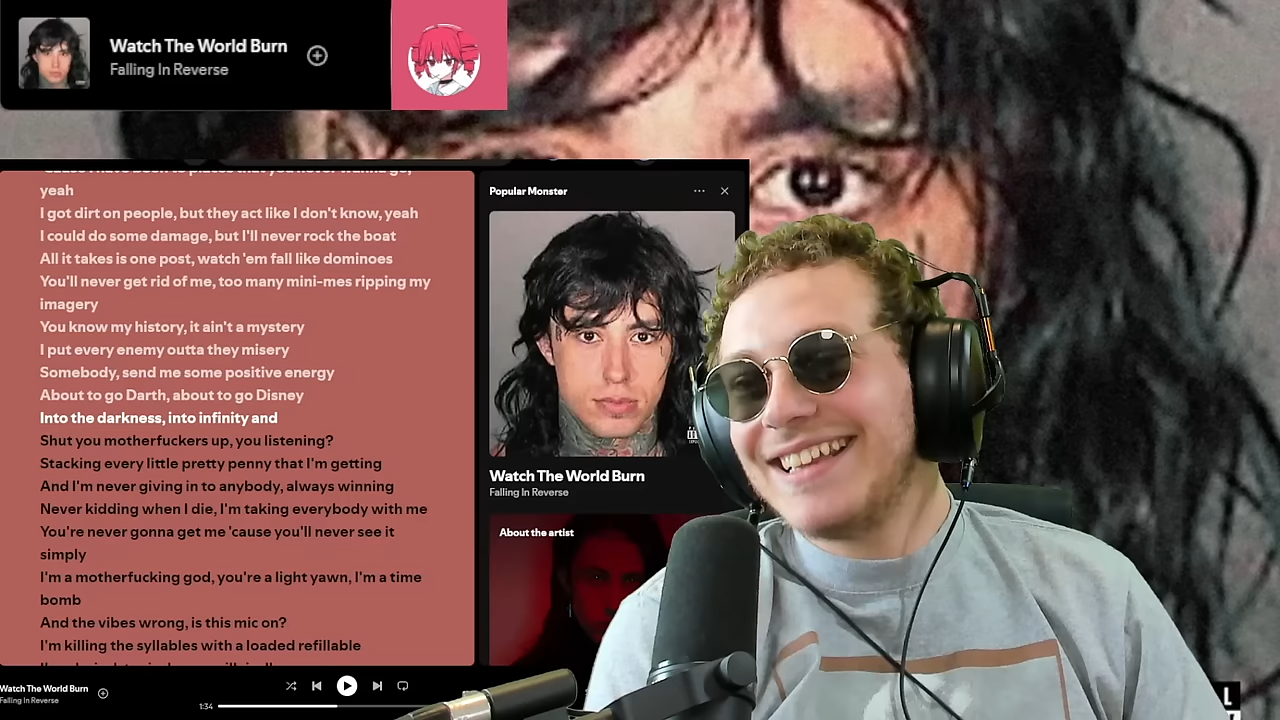 Watch The World Burn
Falling In Reverse
yeah
I got dirt on people, but they act like I don't know, yeah
I could do some damage, but I'll never rock the boat
All it takes is one post, watch 'em fall like dominoes
You'll never get rid of me, too many mini-mes ripping my
imagery
You know my history, it ain't a mystery
I put every enemy outta they misery
Somebody, send me some positive energy
About to go Darth, about to go Disney
Into the darkness, into infinity and
Shut you motherfuckers up, you listening?
Stacking every little pretty penny that I'm getting
And I'm never giving in to anybody, always winning
Never kidding when I die, I'm taking everybody with me
You're never gonna get me 'cause you'll never see it
simply
I'm a motherfucking god, you're a light yawn, I'm a time
bomb
And the vibes wrong, is this mic on?
I'm killing the syllables with a loaded refillable
Popular Monster
Watch The World Burn
Falling In Reverse
About the artist
Watch The World Burn
Falling In Reverse
1:34
L